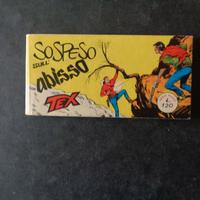 SOSPESO
SULL'
abisso
TEX
L.
120